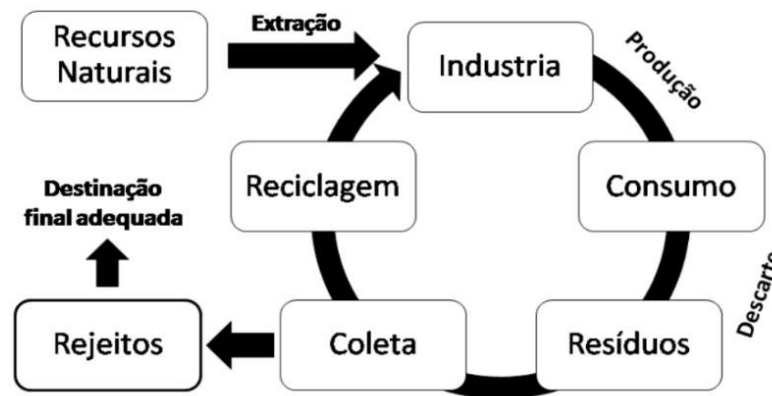 Recursos
Naturais
Extração
Industria
Produção
Reciclagem
Consumo
Destinação
final adequada
Descarte
Rejeitos
Coleta
Resíduos